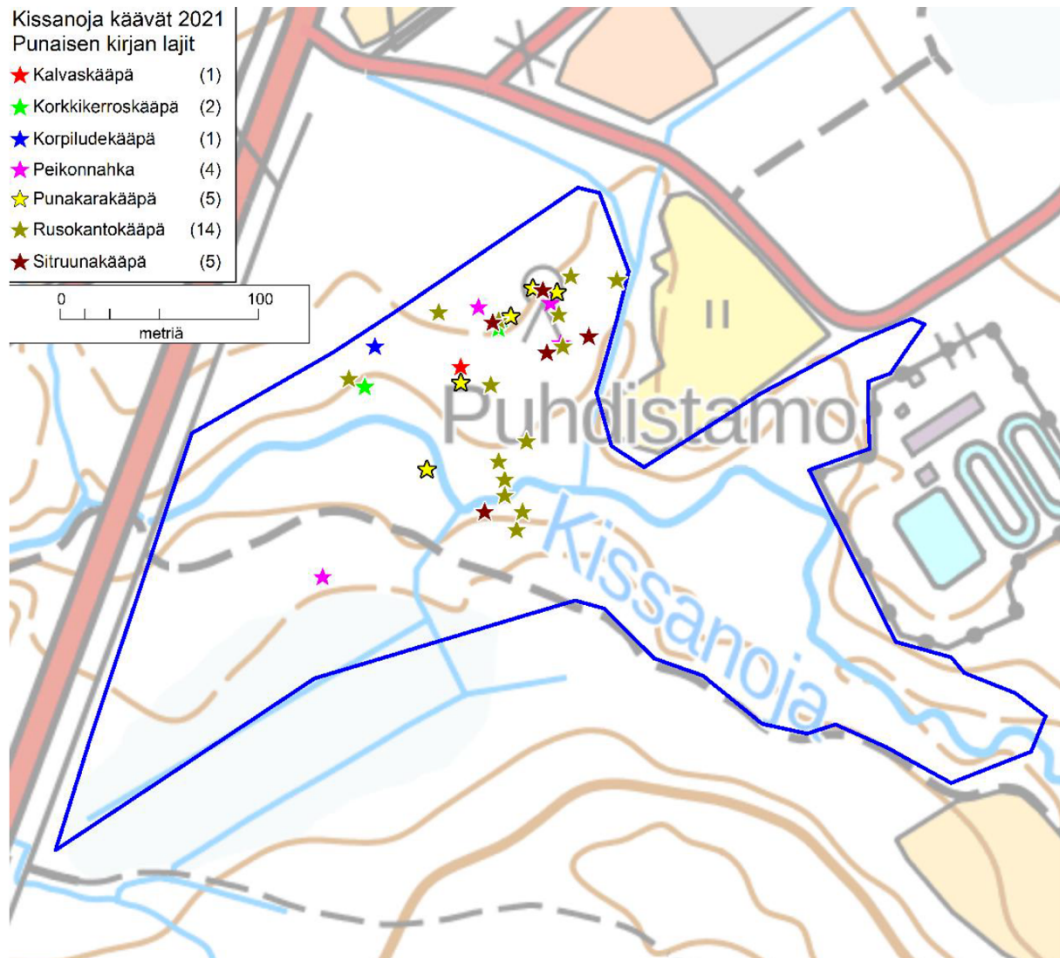 Kissanoja käävät 2021
Punaisen kirjan lajit
Kalvaskääpä (1)
Korkkikerroskääpä (2)
Korpiludekääpä (1)
Peikonnahka (4)
Punakarakääpä (5)
Rusokantokääpä (14)
Sitruunakääpä (5)
0 100
metriä
II
Puhdistamo
Kissanoja